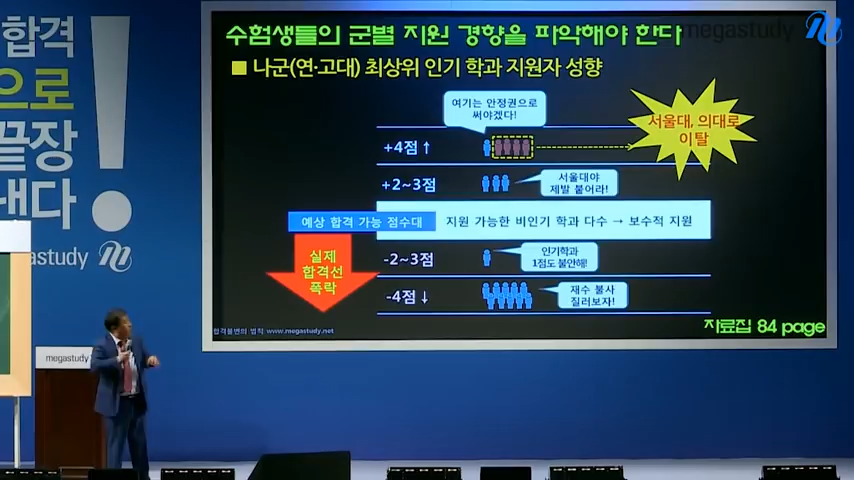 합격
으로
끝장
낸다
!
megastudy
수험생들의 군별 지원 경향을 파악해야 한다
megastudy
■ 나군(연·고대) 최상위 인기 학과 지원자 성향
여기는 안정권으로
써야겠다!
서울대, 의대로
이탈
+4점 ↑
+2~3점
서울대야
제발 붙어라!
예상 합격 가능 점수대
지원 가능한 비인기 학과 다수 → 보수적 지원
실제
합격선
폭락
-2~3점
인기학과
1점도 불안해!
-4점 ↓
재수 불사
질러보자!
합격불변의 법칙 www.megastudy.net
자료집 84 page
megastudy